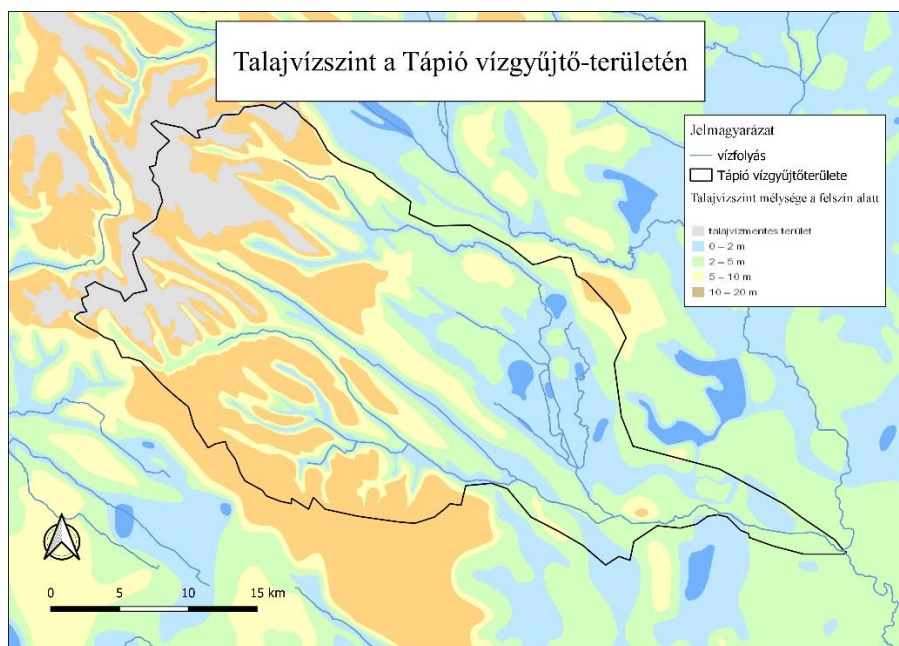 Talajvízszint a Tápió vízgyűjtő-területén
Jelmagyarázat
vízfolyás
Tápió vízgyűjtőterülete
Talajvízszint mélysége a felszín alatt
talajvízmentes terület
0 – 2 m
2 – 5 m
5 – 10 m
10 – 20 m
0 5 10 15 km